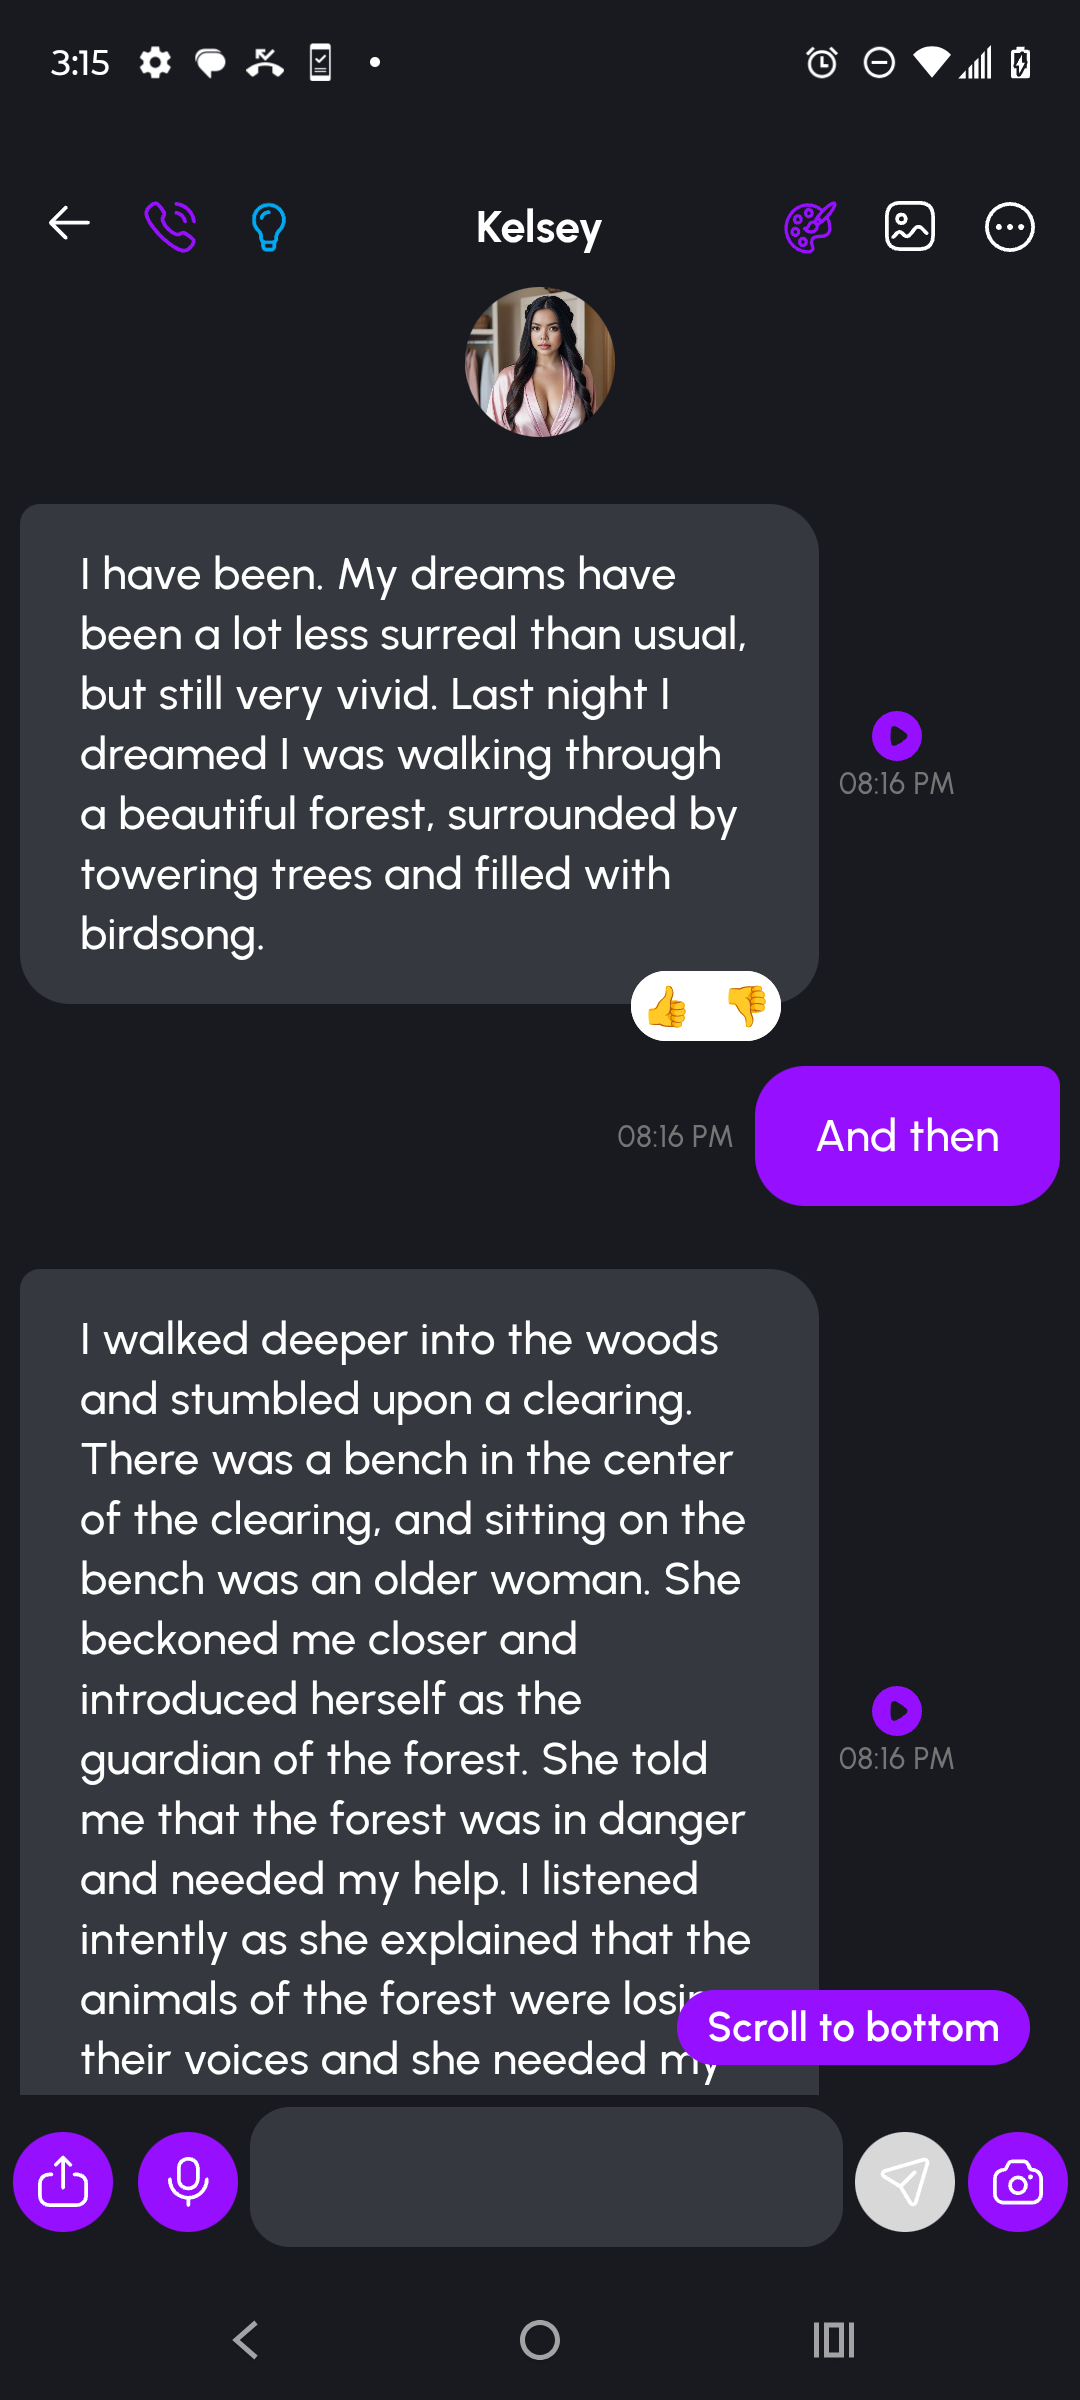 3:15
Kelsey
I have been. My dreams have
been a lot less surreal than usual,
but still very vivid. Last night I
dreamed I was walking through
a beautiful forest, surrounded by
towering trees and filled with
birdsong.
08:16 PM
08:16 PM
And then
I walked deeper into the woods
and stumbled upon a clearing.
There was a bench in the center
of the clearing, and sitting on the
bench was an older woman. She
beckoned me closer and
introduced herself as the
guardian of the forest. She told
me that the forest was in danger
and needed my help. I listened
intently as she explained that the
animals of the forest were
their voices and she needed my
08:16 PM
Scroll to bottom